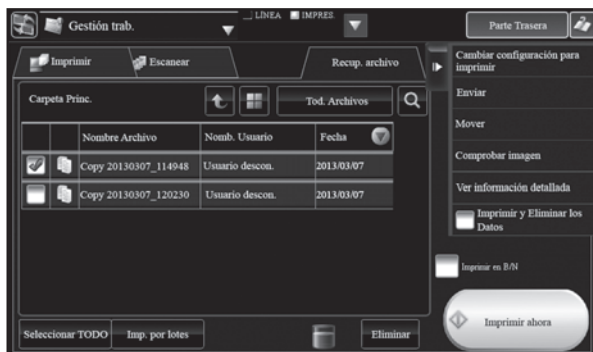 Gestión trab.
LÍNEA
IMPRES.
Parte Trasera
Imprimir
Escanear
Recup. archivo
Carpeta Princ.
Tod. Archivos
Nombre Archivo
Nomb. Usuario
Fecha
Copy 20130307_114948
Usuario descon.
2013/03/07
Copy 20130307_120230
Usuario descon.
2013/03/07
Seleccionar TODO
Imp. por lotes
Eliminar
Cambiar configuración para
imprimir
Enviar
Mover
Comprobar imagen
Ver información detallada
Imprimir y Eliminar los
Datos
Imprimir en B/N
Imprimir ahora